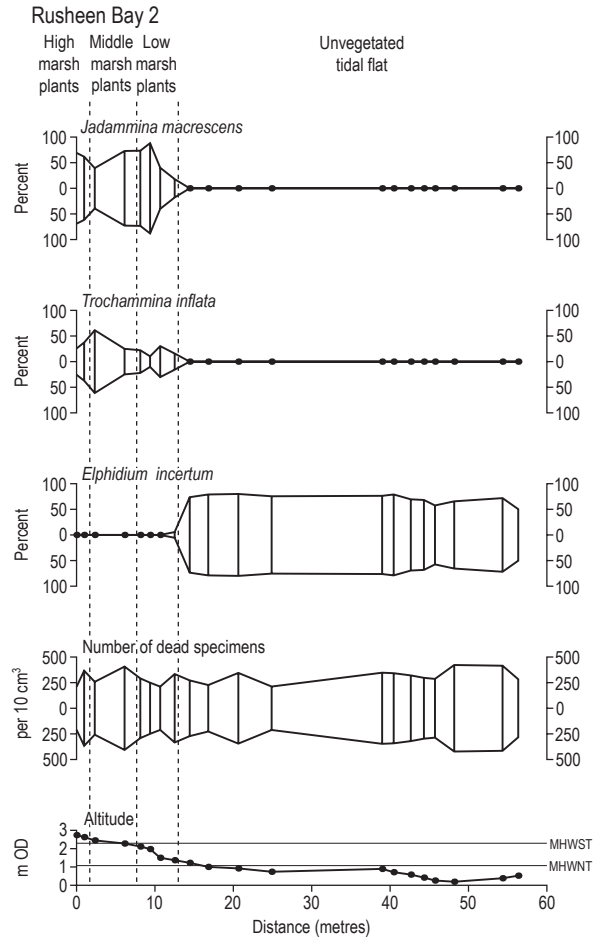 Rusheen Bay 2
High marsh plants
Middle marsh plants
Low marsh plants
Unvegetated tidal flat
Jadammina macrescens
Percent
100
50
0
50
100
100
50
0
50
100
Trochammina inflata
Percent
100
50
0
50
100
100
50
0
50
100
Elphidium incertum
Percent
100
50
0
50
100
100
50
0
50
100
Number of dead specimens
per 10 cm³
500
250
0
250
500
500
250
0
250
500
Altitude
m OD
3
2
1
0
MHWST
MHWNT
0 10 20 30 40 50 60
Distance (metres)